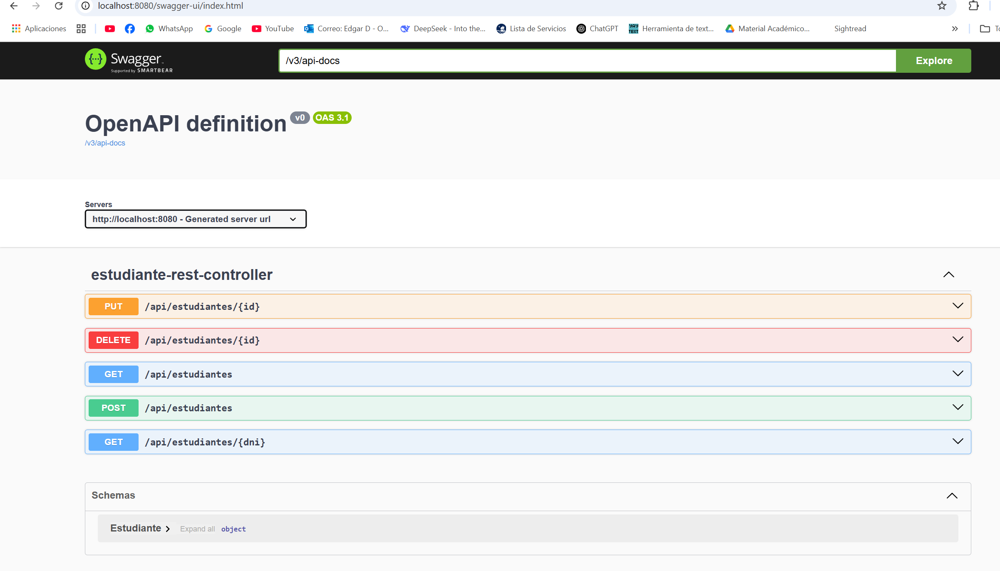 localhost:8080/swagger-ui/index.html
Aplicaciones WhatsApp Google YouTube Correo: Edgar D - O... DeepSeek - Into the... Lista de Servicios ChatGPT YAY TEXT Herramienta de text... Material Académico... Sightread
Swagger
Supported by SMARTBEAR
/v3/api-docs
Explore
OpenAPI definition v0 OAS 3.1
/v3/api-docs
Servers
http://localhost:8080 - Generated server url
estudiante-rest-controller
PUT /api/estudiantes/{id}
DELETE /api/estudiantes/{id}
GET /api/estudiantes
POST /api/estudiantes
GET /api/estudiantes/{dni}
Schemas
Estudiante Expand all object